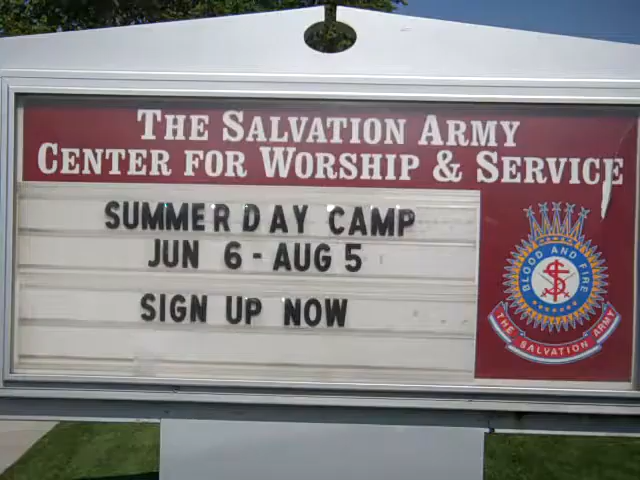 THE SALVATION ARMY
CENTER FOR WORSHIP & SERVICE
SUMMER DAY CAMP
JUN 6 - AUG 5
SIGN UP NOW
BLOOD AND FIRE
S
THE SALVATION ARMY